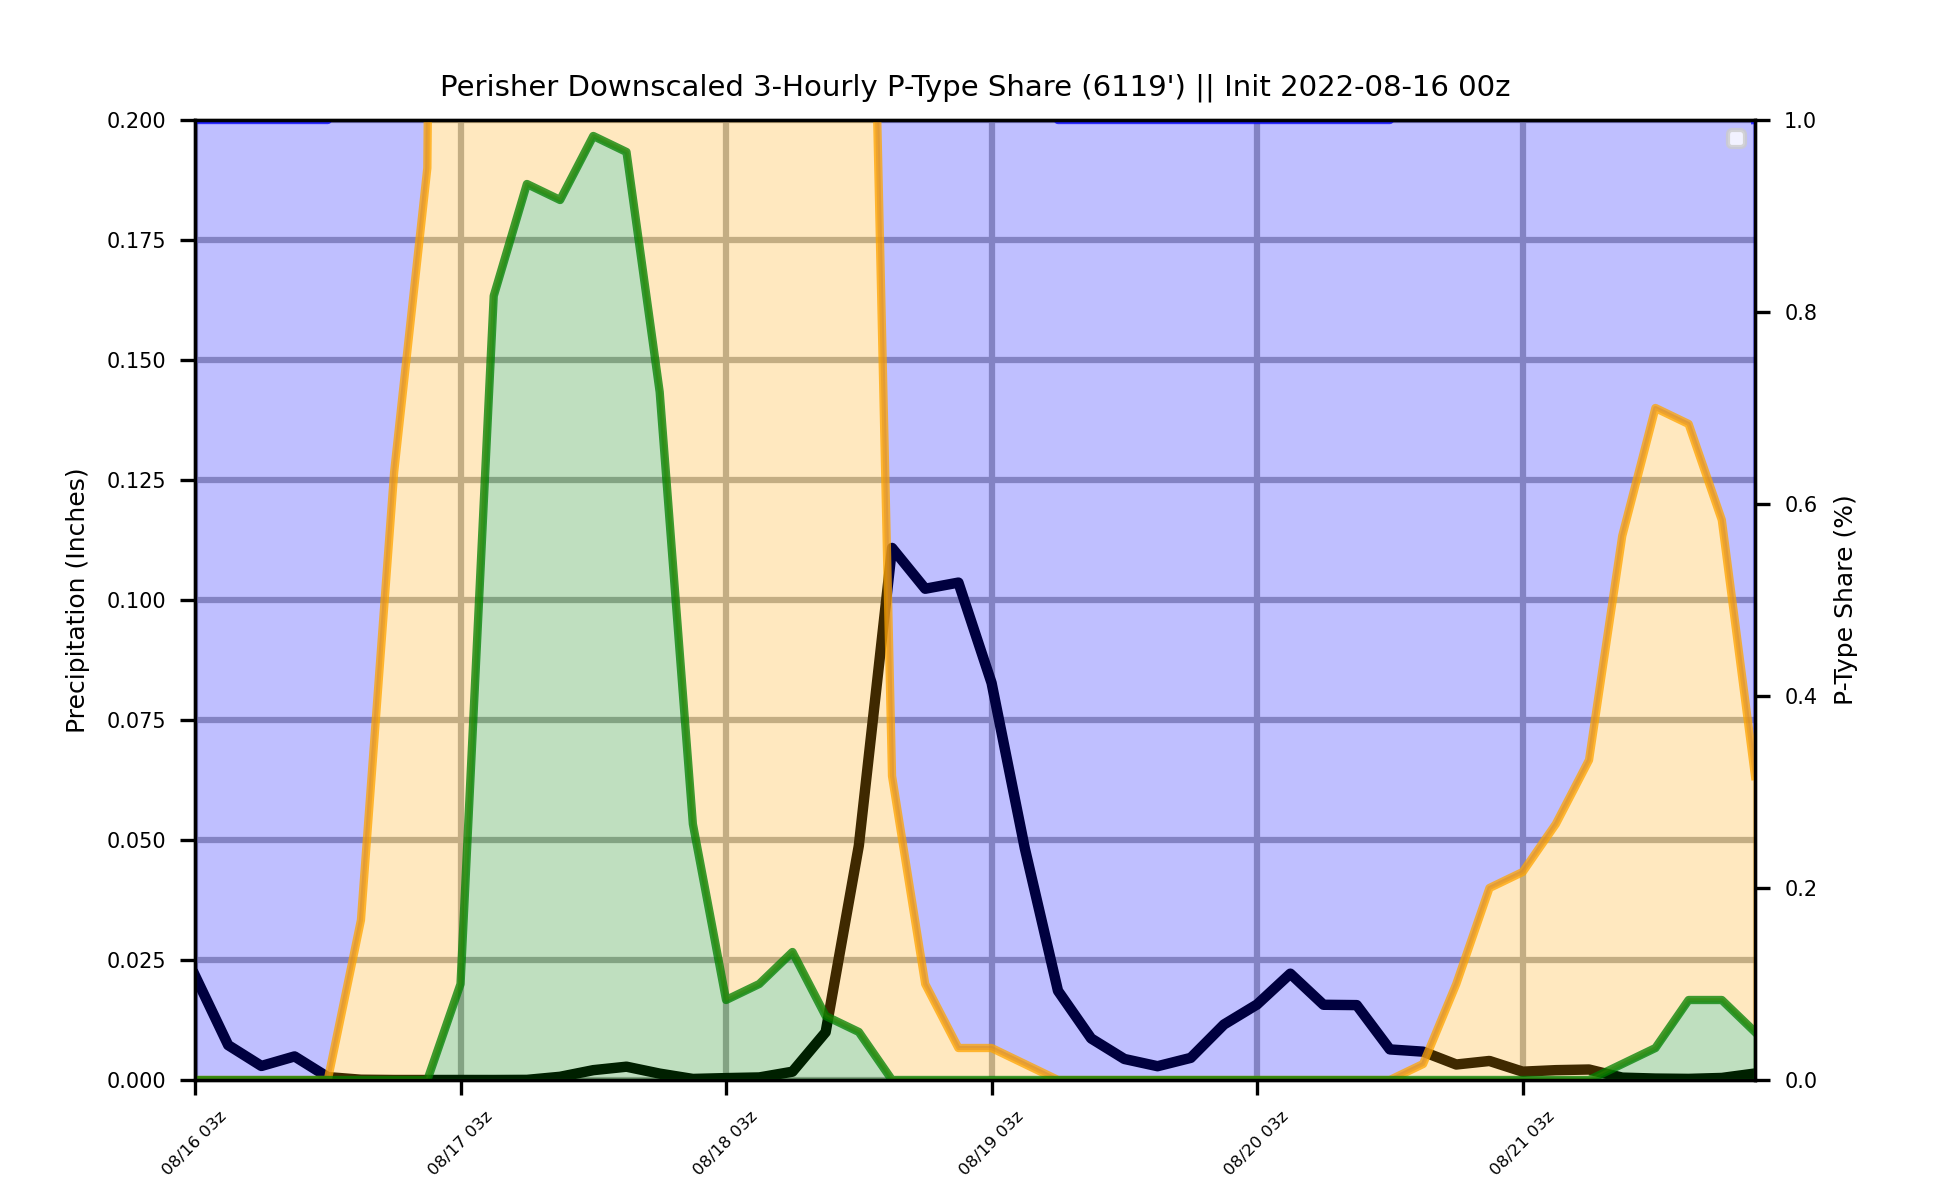 Perisher Downscaled 3-Hourly P-Type Share (6119') || Init 2022-08-16 00z
0.200
0.175
0.150
0.125
0.100
0.075
0.050
0.025
0.000
Precipitation (Inches)
1.0
0.8
0.6
0.4
0.2
0.0
P-Type Share (%)
08/16 03z
08/17 03z
08/18 03z
08/19 03z
08/20 03z
08/21 03z